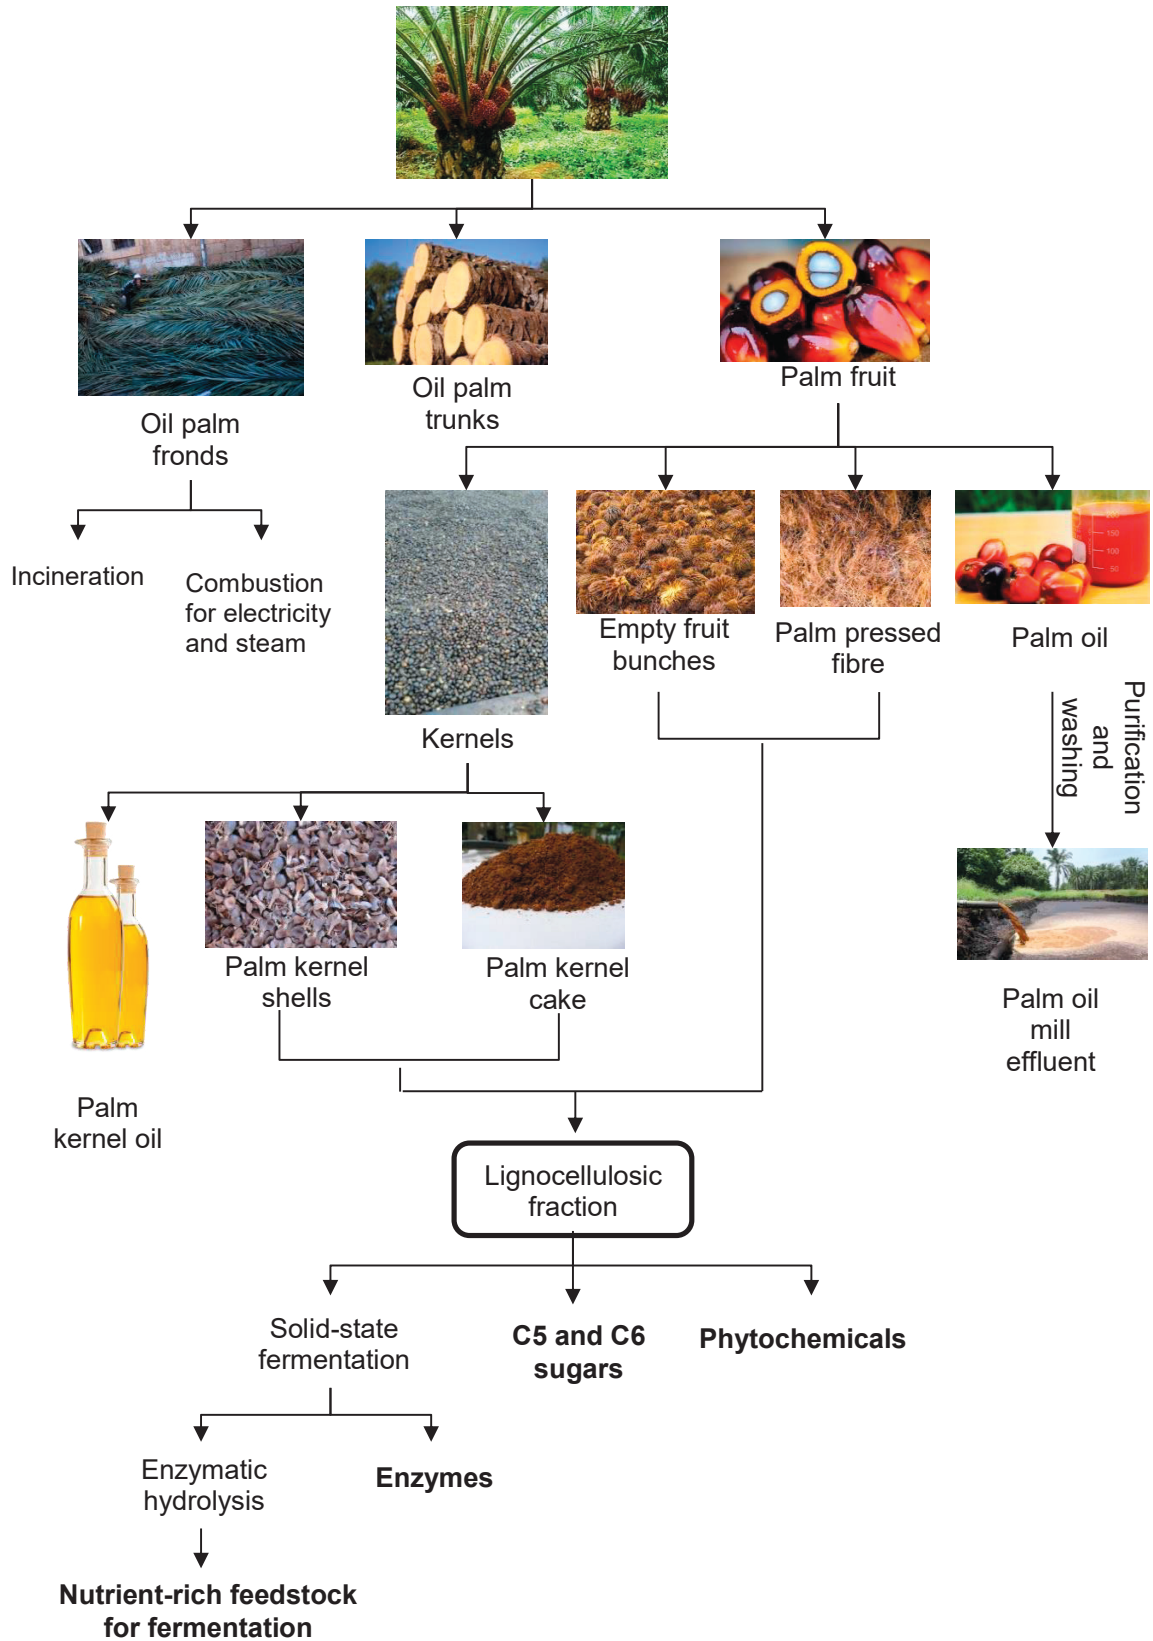 Oil palm
fronds
Oil palm
trunks
Palm fruit
Incineration
Combustion
for electricity
and steam
Kernels
Empty fruit
bunches
Palm pressed
fibre
Palm oil
150
100
50
Purification
and
washing
Palm kernel
shells
Palm kernel
cake
Palm oil
mill
effluent
Palm
kernel oil
Lignocellulosic
fraction
Solid-state
fermentation
C5 and C6
sugars
Phytochemicals
Enzymatic
hydrolysis
Enzymes
Nutrient-rich feedstock
for fermentation